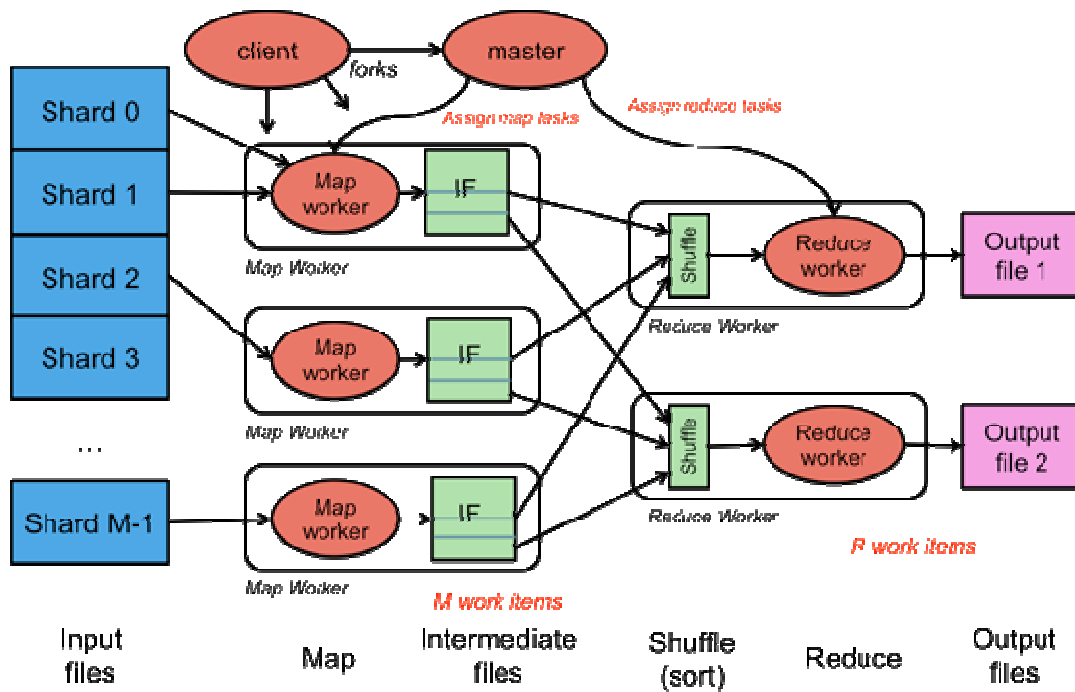 client
master
forks
Assign map tasks
Assign reduce tasks
Shard 0
Shard 1
Shard 2
Shard 3
...
Shard M-1
Map
worker
IF
Map Worker
Map
worker
IF
Map Worker
Map
worker
IF
Map Worker
M work items
Shuffle
Reduce
worker
Reduce Worker
Shuffle
Reduce
worker
Reduce Worker
R work items
Output
file 1
Output
file 2
Input
files
Map
Intermediate
files
Shuffle
(sort)
Reduce
Output
files